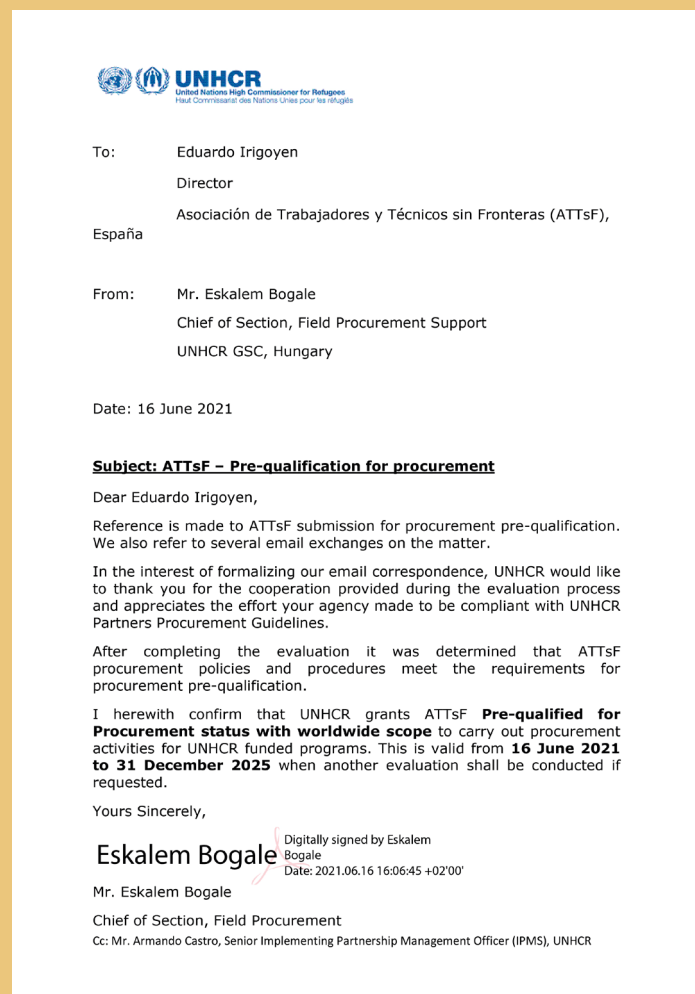 UNHCR
United Nations High Commissioner for Refugees
Haut Commissariat des Nations Unies pour les réfugiés
To: Eduardo Irigoyen
Director
Asociación de Trabajadores y Técnicos sin Fronteras (ATTsF),
España
From: Mr. Eskalem Bogale
Chief of Section, Field Procurement Support
UNHCR GSC, Hungary
Date: 16 June 2021
Subject: ATTsF – Pre-qualification for procurement
Dear Eduardo Irigoyen,
Reference is made to ATTsF submission for procurement pre-qualification.
We also refer to several email exchanges on the matter.
In the interest of formalizing our email correspondence, UNHCR would like
to thank you for the cooperation provided during the evaluation process
and appreciates the effort your agency made to be compliant with UNHCR
Partners Procurement Guidelines.
After completing the evaluation it was determined that ATTsF
procurement policies and procedures meet the requirements for
procurement pre-qualification.
I herewith confirm that UNHCR grants ATTsF Pre-qualified for
Procurement status with worldwide scope to carry out procurement
activities for UNHCR funded programs. This is valid from 16 June 2021
to 31 December 2025 when another evaluation shall be conducted if
requested.
Yours Sincerely,
Eskalem Bogale
Digitally signed by Eskalem
Bogale
Date: 2021.06.16 16:06:45 +02'00'
Mr. Eskalem Bogale
Chief of Section, Field Procurement
Cc: Mr. Armando Castro, Senior Implementing Partnership Management Officer (IPMS), UNHCR